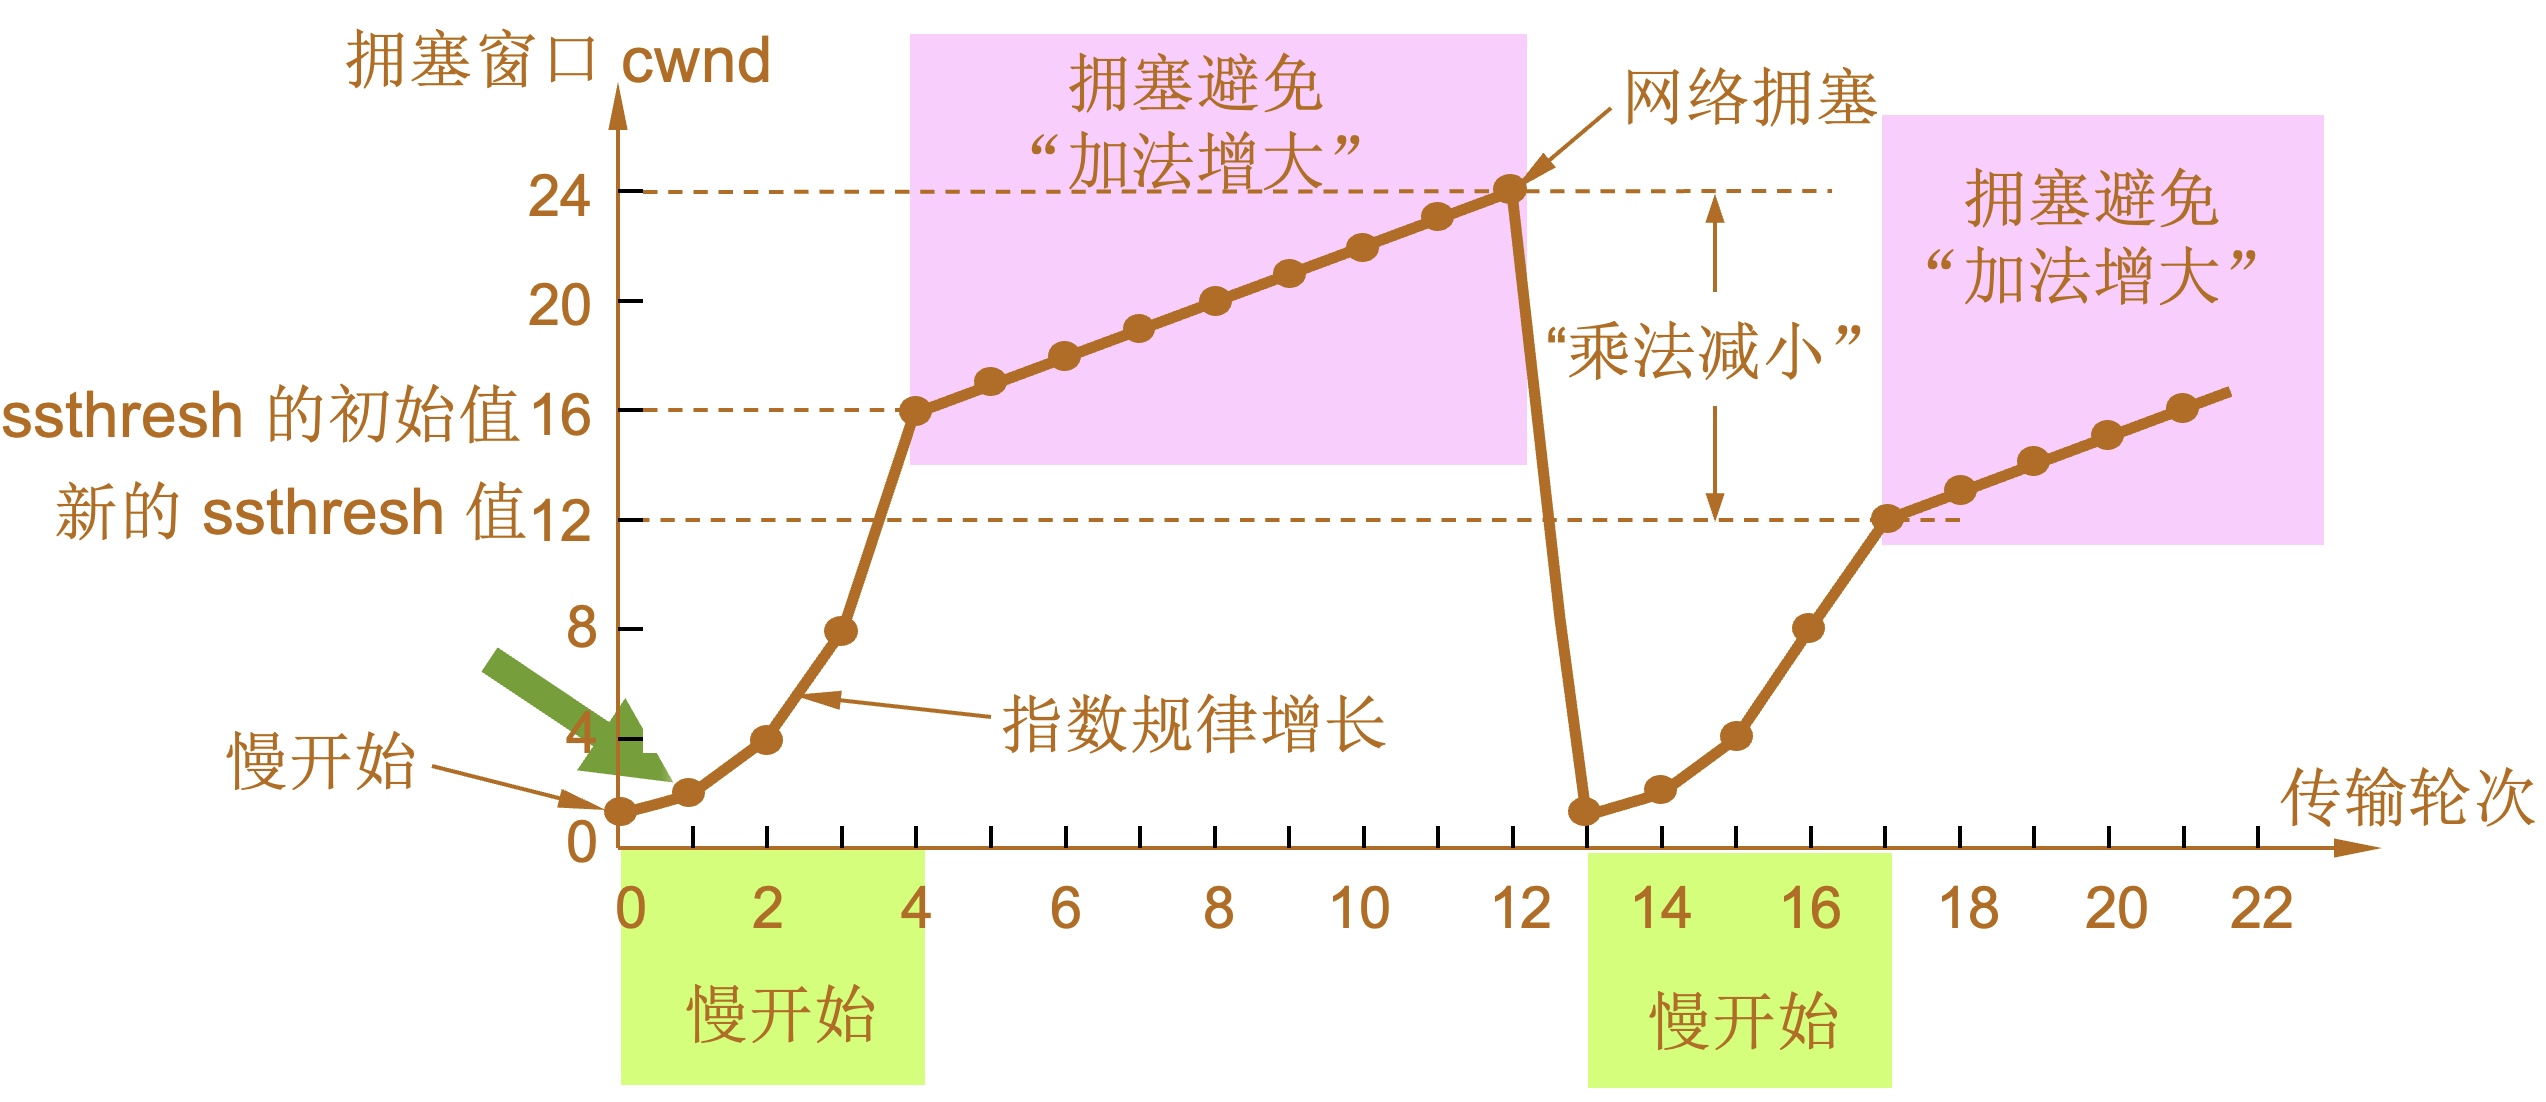 拥塞窗口 cwnd
拥塞避免
“加法增大”
网络拥塞
拥塞避免
“加法增大”
24
20
“乘法减小”
ssthresh 的初始值 16
新的 ssthresh 值 12
8
4
指数规律增长
慢开始
传输轮次
0
0 2 4 6 8 10 12 14 16 18 20 22
慢开始
慢开始